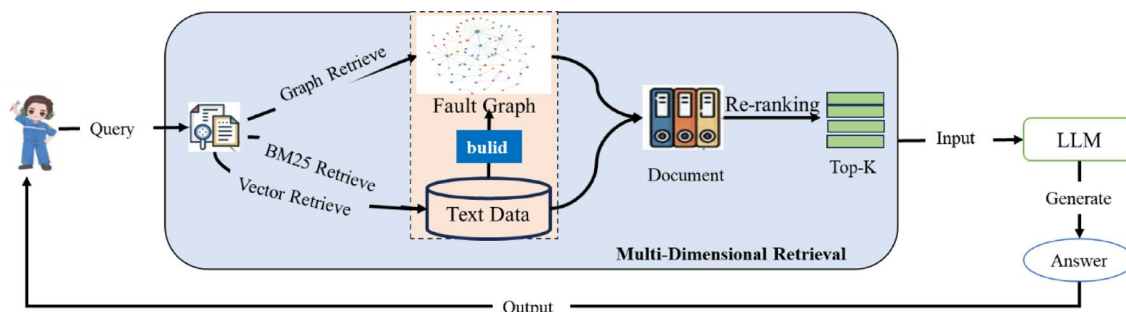 Query
Graph Retrieve
BM25 Retrieve
Vector Retrieve
Fault Graph
bulid
Text Data
Document
Re-ranking
Top-K
Multi-Dimensional Retrieval
Input
LLM
Generate
Answer
Output